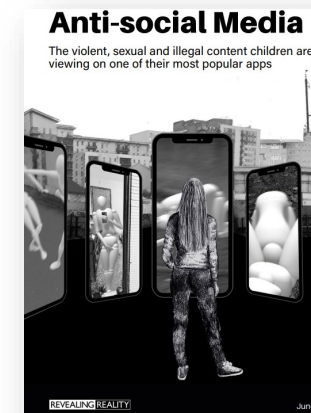 Anti-social Media
The violent, sexual and illegal content children are
viewing on one of their most popular apps
REVEALING REALITY
Jun